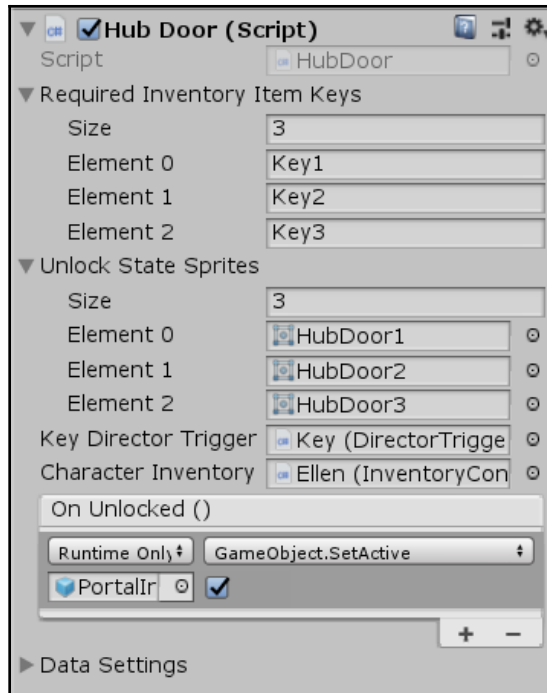 Hub Door (Script)
Script HubDoor
Required Inventory Item Keys
Size 3
Element 0 Key1
Element 1 Key2
Element 2 Key3
Unlock State Sprites
Size 3
Element 0 HubDoor1
Element 1 HubDoor2
Element 2 HubDoor3
Key Director Trigger Key (DirectorTrigge
Character Inventory Ellen (InventoryCon
On Unlocked ()
Runtime Only GameObject.SetActive
PortalIr
+ −
Data Settings